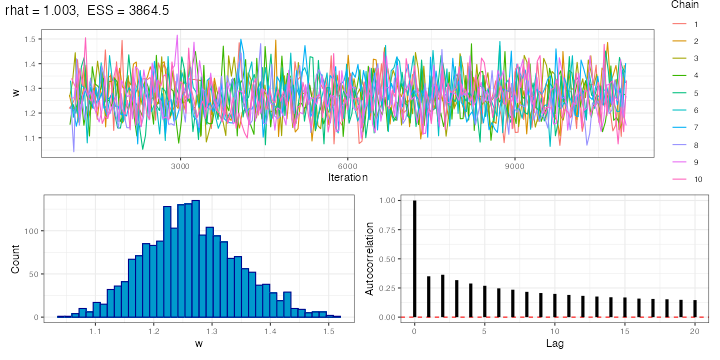 rhat = 1.003, ESS = 3864.5
Chain
1
2
3
4
5
6
7
8
9
10
1.5
1.4
1.3
1.2
1.1
w
3000 6000 9000
Iteration
100
50
0
Count
1.1 1.2 1.3 1.4 1.5
w
1.00
0.75
0.50
0.25
0.00
Autocorrelation
0 5 10 15 20
Lag